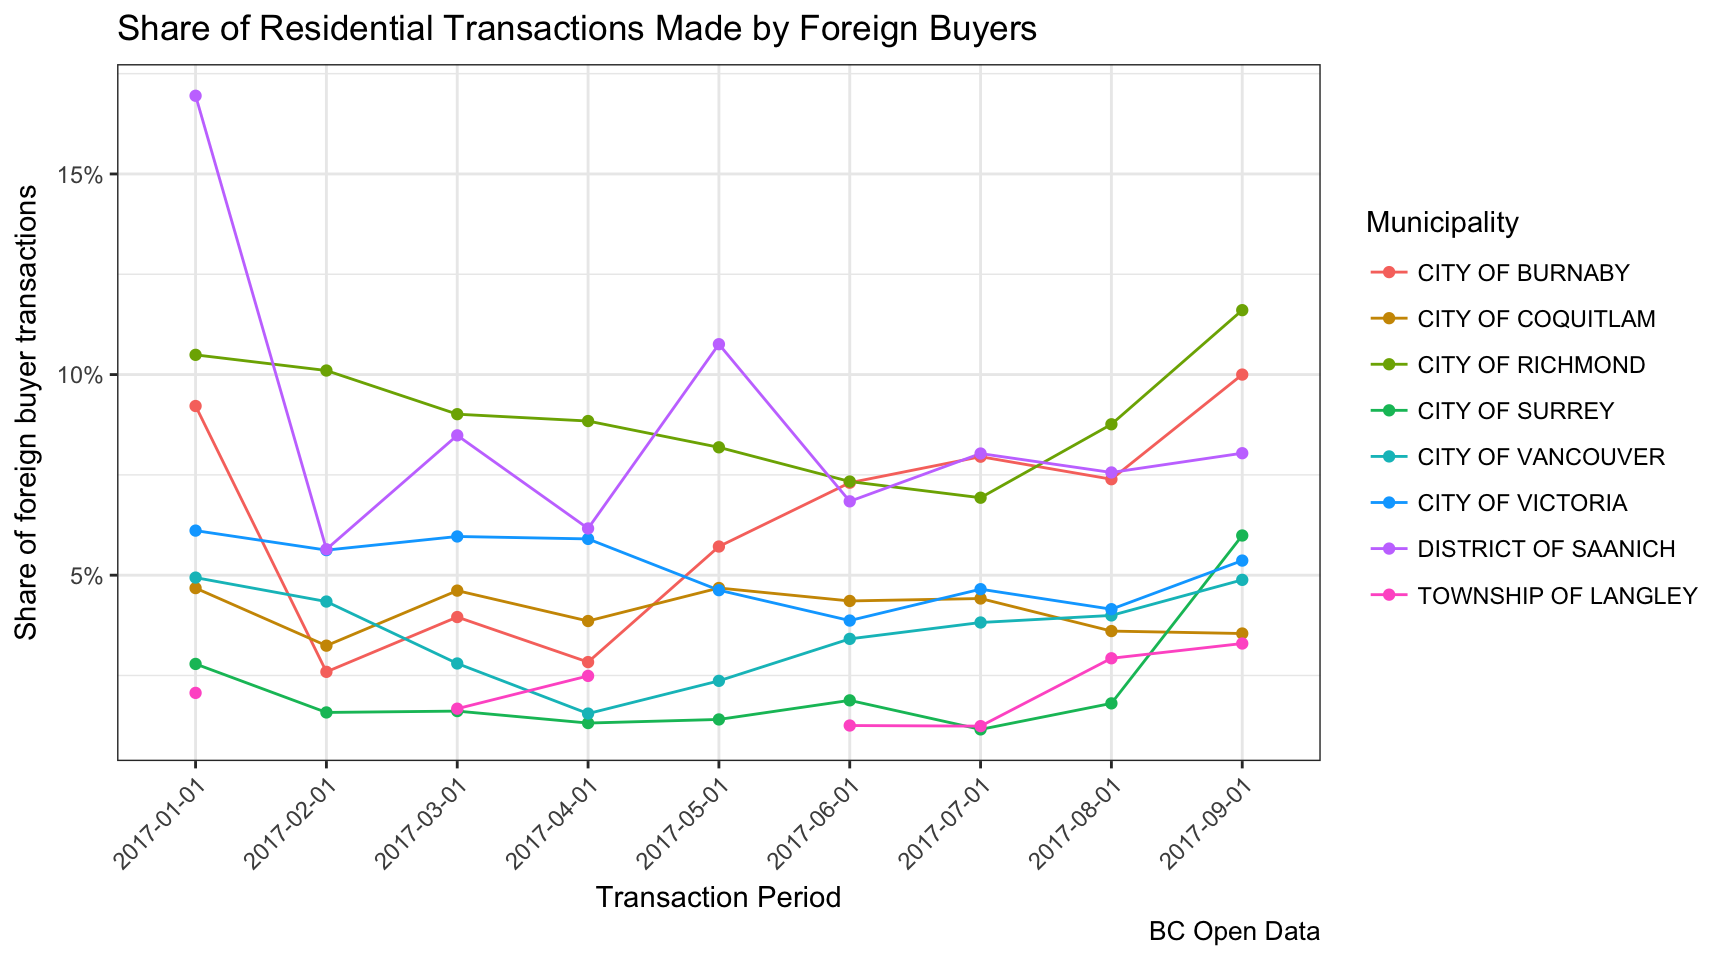 Share of Residential Transactions Made by Foreign Buyers
Share of foreign buyer transactions
15%
10%
5%
2017-01-01
2017-02-01
2017-03-01
2017-04-01
2017-05-01
2017-06-01
2017-07-01
2017-08-01
2017-09-01
Transaction Period
BC Open Data
Municipality
CITY OF BURNABY
CITY OF COQUITLAM
CITY OF RICHMOND
CITY OF SURREY
CITY OF VANCOUVER
CITY OF VICTORIA
DISTRICT OF SAANICH
TOWNSHIP OF LANGLEY